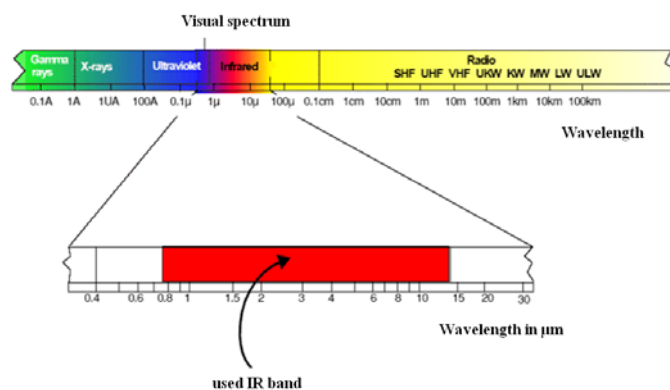 Visual spectrum
Gamma rays X-rays Ultraviolet Infrared Radio
SHF UHF VHF UKW KW MW LW ULW
0.1A 1A 1UA 100A 0.1µ 1µ 10µ 100µ 0.1cm 1cm 10cm 1m 10m 100m 1km 10km 100km
Wavelength
0.4 0.6 0.8 1 1.5 2 3 4 6 8 10 15 20 30
Wavelength in µm
used IR band